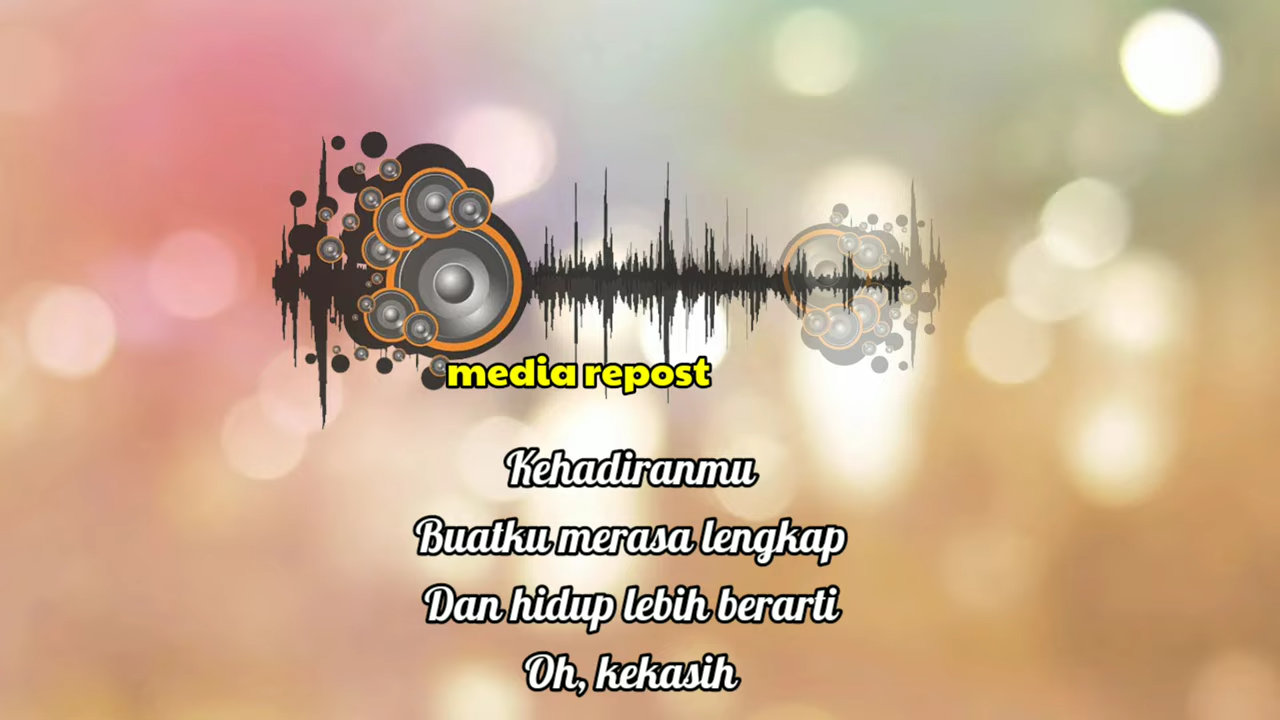 media repost
Kehadiranmu
Buatku merasa lengkap
Dan hidup lebih berarti
Oh, kekasih